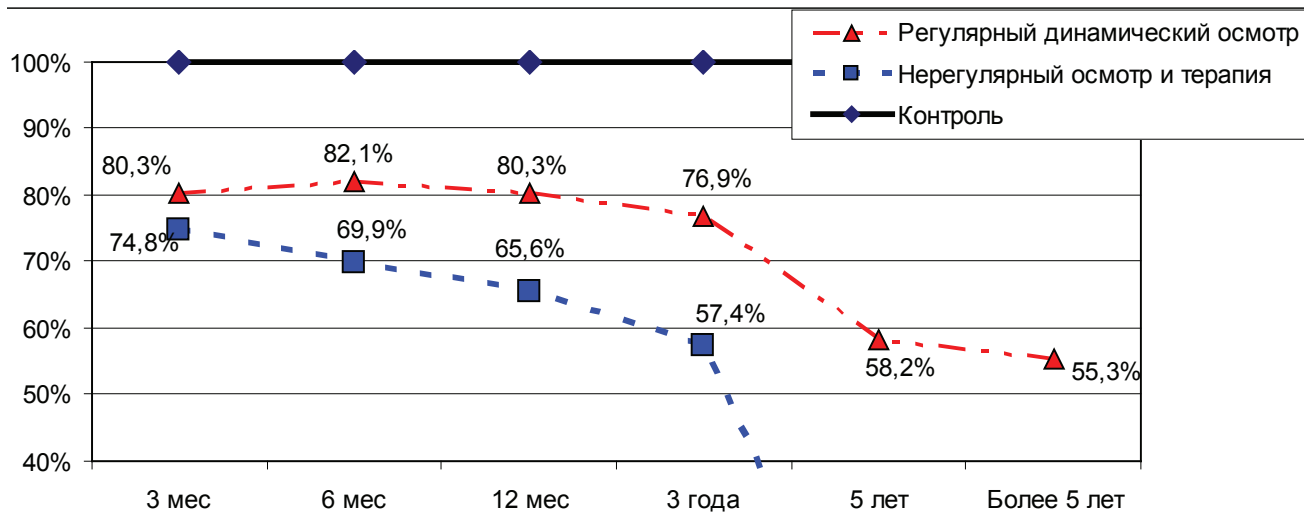 Регулярный динамический осмотр
Нерегулярный осмотр и терапия
Контроль
100%
90%
80%
70%
60%
50%
40%
80,3%
82,1%
80,3%
76,9%
58,2%
55,3%
74,8%
69,9%
65,6%
57,4%
3 мес
6 мес
12 мес
3 года
5 лет
Более 5 лет